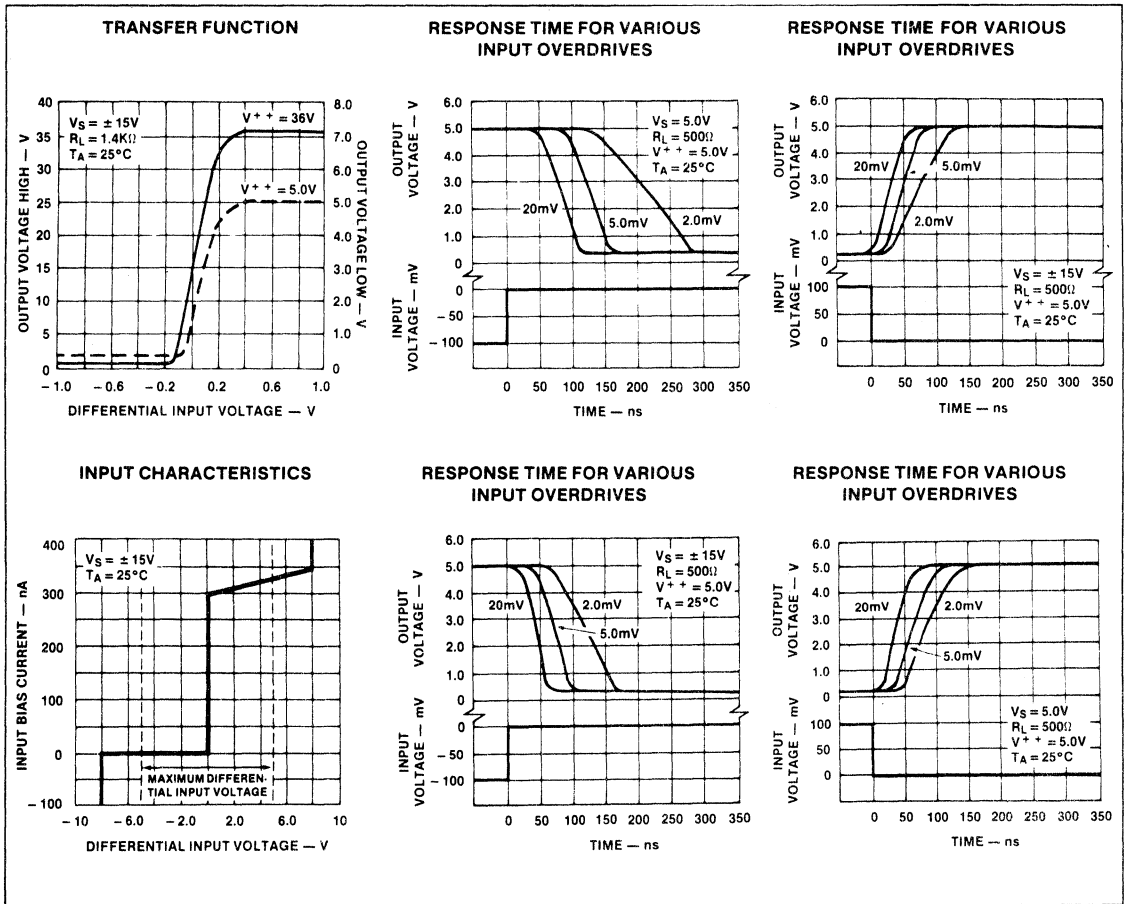 TRANSFER FUNCTION
40
35
30
25
20
15
10
5
0
OUTPUT VOLTAGE HIGH — V
VS = ± 15V
RL = 1.4KΩ
TA = 25°C
V++ = 36V
V++ = 5.0V
8.0
7.0
6.0
5.0
4.0
3.0
2.0
1.0
0
OUTPUT VOLTAGE LOW — V
– 1.0 – 0.6 – 0.2 0.2 0.6 1.0
DIFFERENTIAL INPUT VOLTAGE — V
RESPONSE TIME FOR VARIOUS
INPUT OVERDRIVES
OUTPUT
VOLTAGE — V
6.0
5.0
4.0
3.0
2.0
1.0
0
VS = 5.0V
RL = 500Ω
V++ = 5.0V
TA = 25°C
20mV
5.0mV
2.0mV
INPUT
VOLTAGE — mV
0
– 50
– 100
0 50 100 150 200 250 300 350
TIME — ns
RESPONSE TIME FOR VARIOUS
INPUT OVERDRIVES
OUTPUT
VOLTAGE — V
6.0
5.0
4.0
3.0
2.0
1.0
0
20mV
5.0mV
2.0mV
INPUT
VOLTAGE — mV
100
50
0
VS = ± 15V
RL = 500Ω
V++ = 5.0V
TA = 25°C
0 50 100 150 200 250 300 350
TIME — ns
INPUT CHARACTERISTICS
INPUT BIAS CURRENT — nA
400
300
200
100
0
– 100
VS = ± 15V
TA = 25°C
MAXIMUM DIFFEREN-
TIAL INPUT VOLTAGE
– 10 – 6.0 – 2.0 2.0 6.0 10
DIFFERENTIAL INPUT VOLTAGE — V
RESPONSE TIME FOR VARIOUS
INPUT OVERDRIVES
OUTPUT
VOLTAGE — V
6.0
5.0
4.0
3.0
2.0
1.0
0
VS = ± 15V
RL = 500Ω
V++ = 5.0V
TA = 25°C
20mV
2.0mV
5.0mV
INPUT
VOLTAGE — mV
0
–50
–100
0 50 100 150 200 250 300 350
TIME — ns
RESPONSE TIME FOR VARIOUS
INPUT OVERDRIVES
OUTPUT
VOLTAGE — V
6.0
5.0
4.0
3.0
2.0
1.0
0
20mV
2.0mV
5.0mV
INPUT
VOLTAGE — mV
100
50
0
VS = 5.0V
RL = 500Ω
V++ = 5.0V
TA = 25°C
0 50 100 150 200 250 300 350
TIME — ns